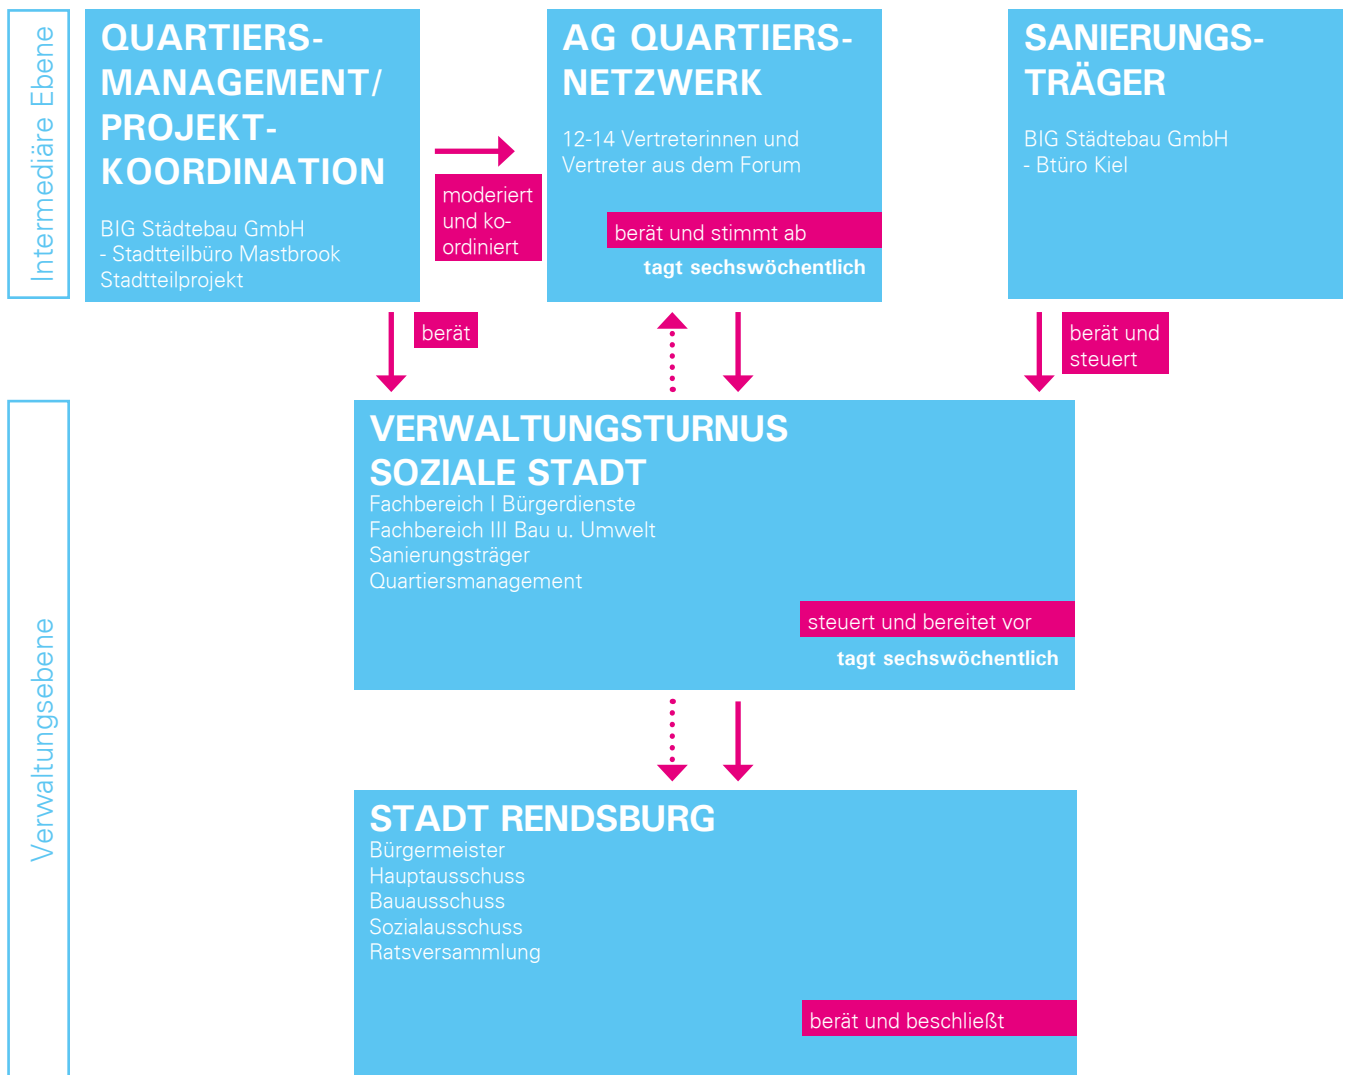 Intermediäre Ebene
QUARTIERS-
MANAGEMENT/
PROJEKT-
KOORDINATION
BIG Städtebau GmbH
- Stadtteilbüro Mastbrook
Stadtteilprojekt
moderiert
und ko-
ordiniert
AG QUARTIERS-
NETZWERK
12-14 Vertreterinnen und
Vertreter aus dem Forum
berät und stimmt ab
tagt sechswöchentlich
SANIERUNGS-
TRÄGER
BIG Städtebau GmbH
- Btüro Kiel
berät
berät und
steuert
Verwaltungsebene
VERWALTUNGSTURNUS
SOZIALE STADT
Fachbereich I Bürgerdienste
Fachbereich III Bau u. Umwelt
Sanierungsträger
Quartiersmanagement
steuert und bereitet vor
tagt sechswöchentlich
STADT RENDSBURG
Bürgermeister
Hauptausschuss
Bauausschuss
Sozialausschuss
Ratsversammlung
berät und beschließt